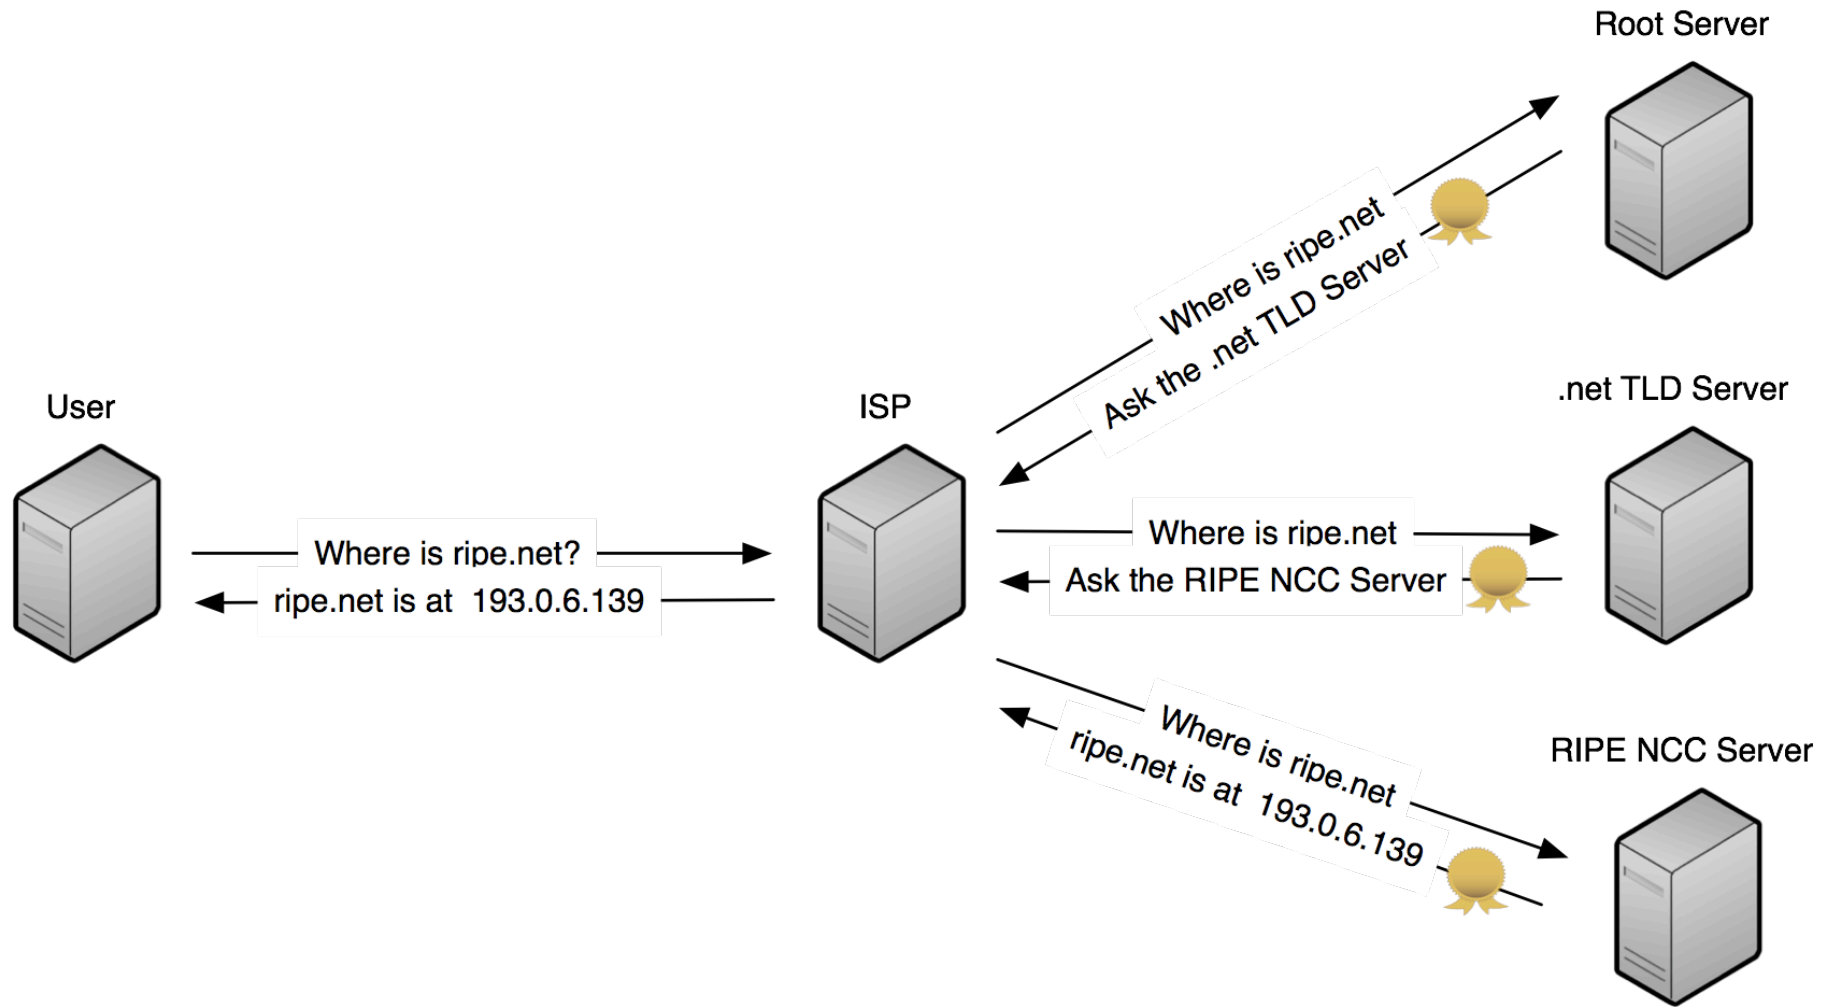 Root Server
Where is ripe.net
Ask the .net TLD Server
.net TLD Server
User
ISP
Where is ripe.net?
ripe.net is at 193.0.6.139
Where is ripe.net
Ask the RIPE NCC Server
Where is ripe.net
ripe.net is at 193.0.6.139
RIPE NCC Server